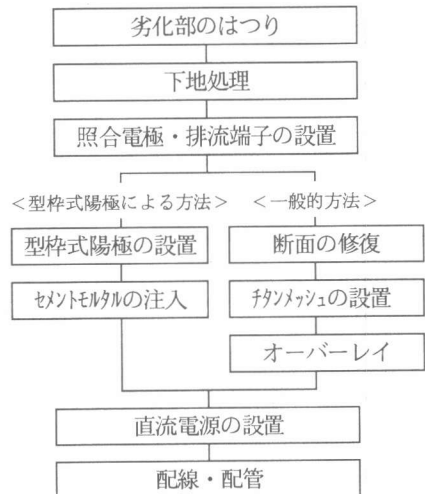 劣化部のはつり
下地処理
照合電極・排流端子の設置
＜型枠式陽極による方法＞
型枠式陽極の設置
ｾﾒﾝﾄﾓﾙﾀﾙの注入
＜一般的方法＞
断面の修復
ﾁﾀﾝﾒｯｼｭの設置
オーバーレイ
直流電源の設置
配線・配管